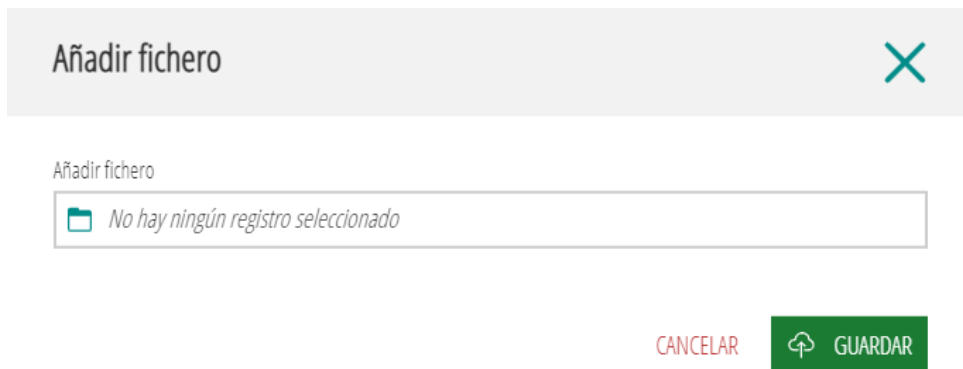 Añadir fichero
Añadir fichero
No hay ningún registro seleccionado
CANCELAR GUARDAR